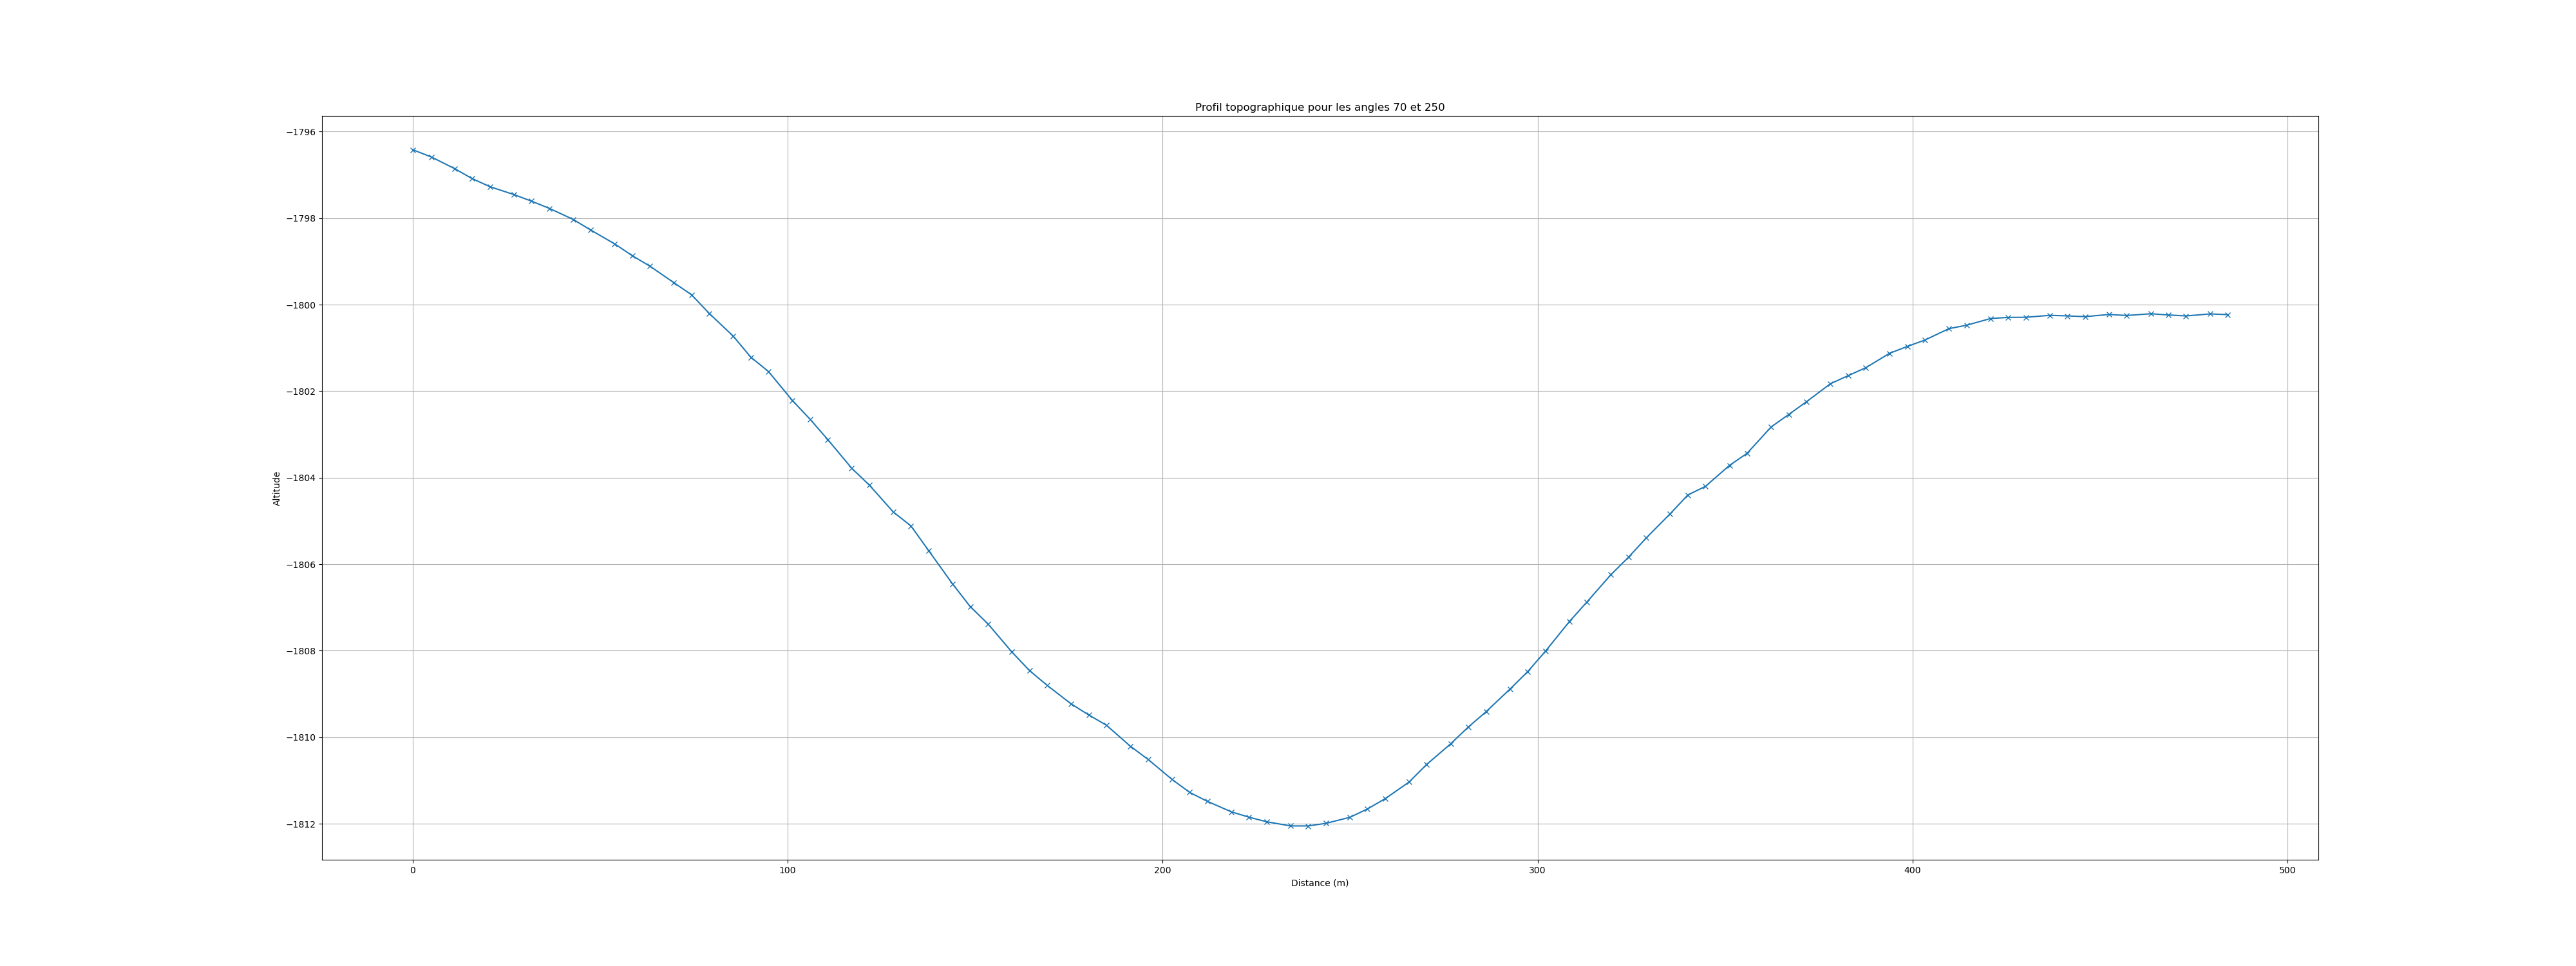 Profil topographique pour les angles 70 et 250
Altitude
−1796
−1798
−1800
−1802
−1804
−1806
−1808
−1810
−1812
0 100 200 300 400 500
Distance (m)